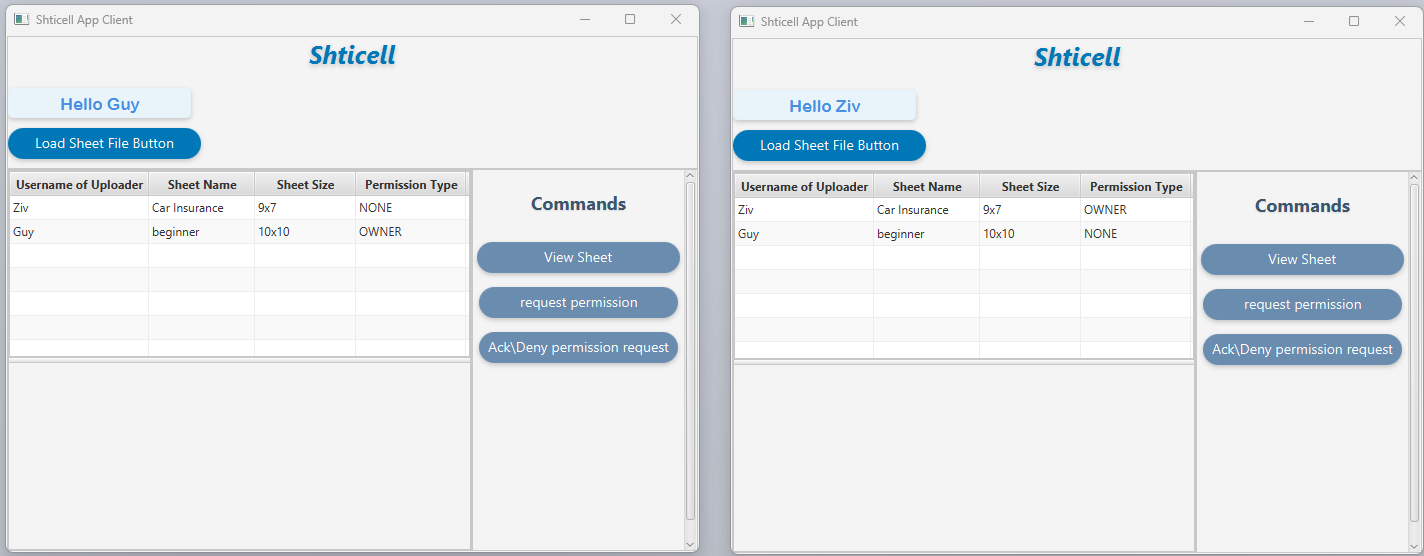 Shticell App Client
Shticell
Hello Guy
Load Sheet File Button
Username of Uploader Sheet Name Sheet Size Permission Type
Ziv Car Insurance 9x7 NONE
Guy beginner 10x10 OWNER
Commands
View Sheet
request permission
Ack\Deny permission request
Shticell App Client
Shticell
Hello Ziv
Load Sheet File Button
Username of Uploader Sheet Name Sheet Size Permission Type
Ziv Car Insurance 9x7 OWNER
Guy beginner 10x10 NONE
Commands
View Sheet
request permission
Ack\Deny permission request